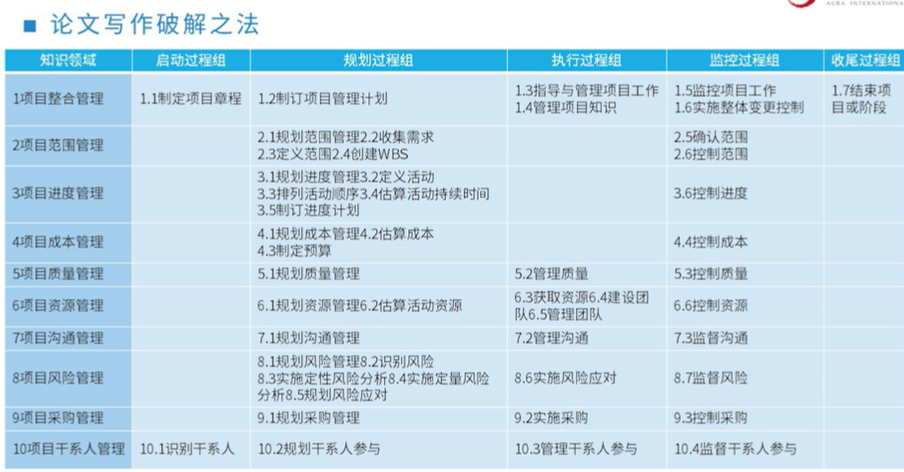 AURA INTERNATIONAL
论文写作破解之法
知识领域 启动过程组 规划过程组 执行过程组 监控过程组 收尾过程组
1项目整合管理 1.1制定项目章程 1.2制订项目管理计划
1.3指导与管理项目工作
1.4管理项目知识
1.5监控项目工作
1.6实施整体变更控制
1.7结束项
目或阶段
2项目范围管理
2.1规划范围管理2.2收集需求
2.3定义范围2.4创建WBS
2.5确认范围
2.6控制范围
3项目进度管理
3.1规划进度管理3.2定义活动
3.3排列活动顺序3.4估算活动持续时间
3.5制订进度计划
3.6控制进度
4项目成本管理
4.1规划成本管理4.2估算成本
4.3制定预算
4.4控制成本
5项目质量管理 5.1规划质量管理 5.2管理质量 5.3控制质量
6项目资源管理 6.1规划资源管理6.2估算活动资源
6.3获取资源6.4建设团
队6.5管理团队
6.6控制资源
7项目沟通管理 7.1规划沟通管理 7.2管理沟通 7.3监督沟通
8项目风险管理
8.1规划风险管理8.2识别风险
8.3实施定性风险分析8.4实施定量风险
分析8.5规划风险应对
8.6实施风险应对 8.7监督风险
9项目采购管理 9.1规划采购管理 9.2实施采购 9.3控制采购
10项目干系人管理 10.1识别干系人 10.2规划干系人参与 10.3管理干系人参与 10.4监督干系人参与